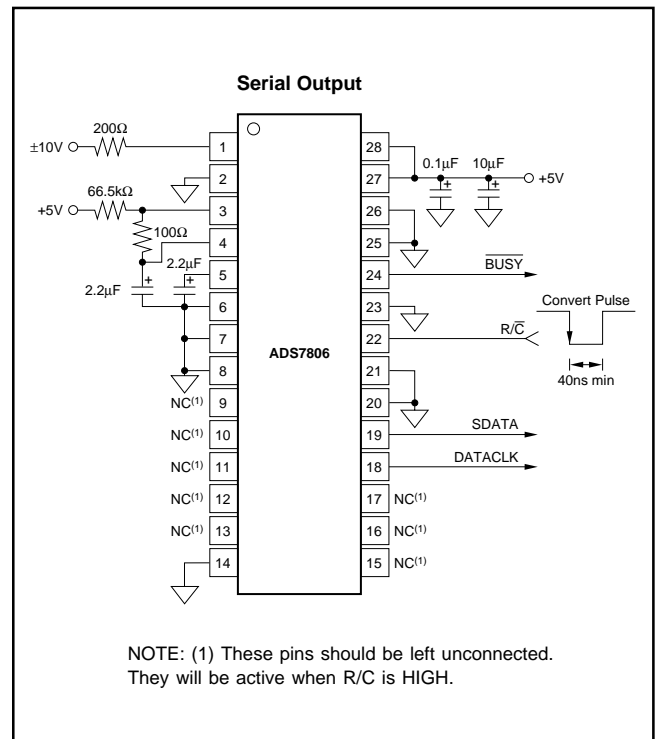 Serial Output
200Ω
±10V
66.5kΩ
+5V
100Ω
2.2µF
2.2µF
NC(1)
NC(1)
NC(1)
NC(1)
NC(1)
1
2
3
4
5
6
7
8
9
10
11
12
13
14
ADS7806
28
27
26
25
24
23
22
21
20
19
18
17
16
15
0.1µF
10µF
+
+
+
+
+5V
B̅U̅S̅Y̅
Convert Pulse
R/C̅
40ns min
SDATA
DATACLK
NC(1)
NC(1)
NC(1)
NOTE: (1) These pins should be left unconnected.
They will be active when R/C is HIGH.